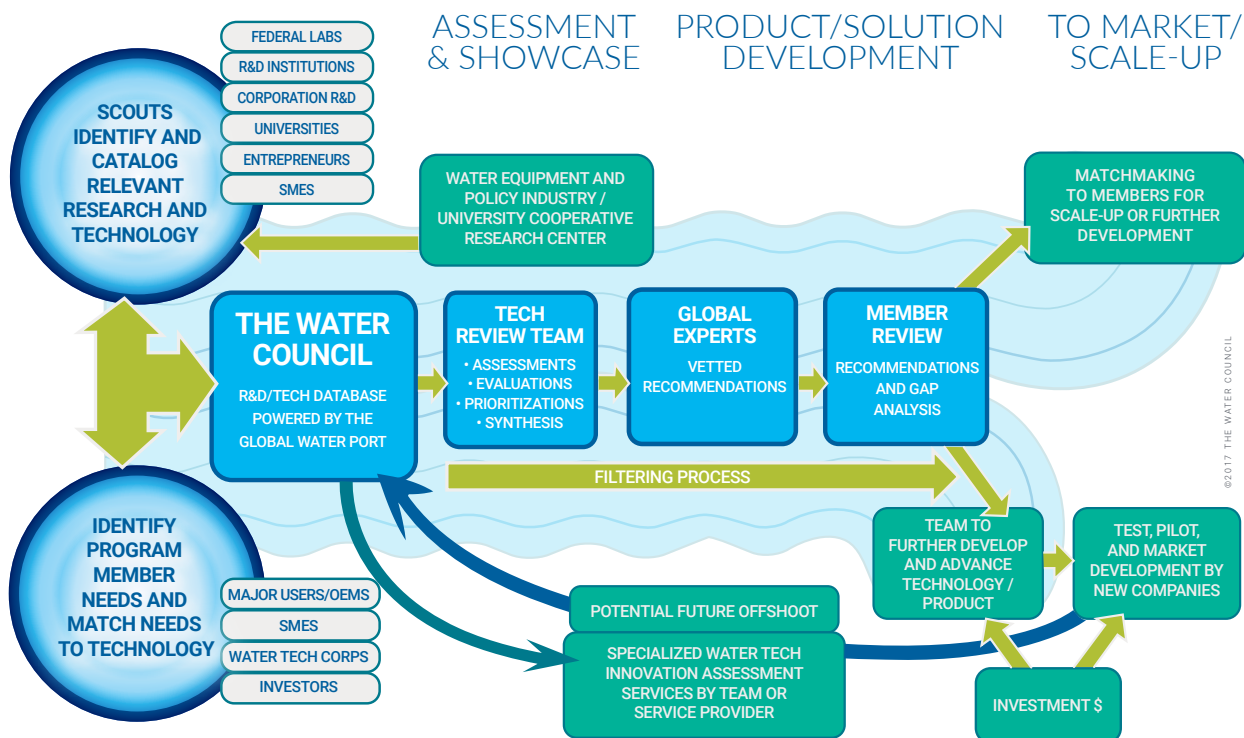 ASSESSMENT
& SHOWCASE
PRODUCT/SOLUTION
DEVELOPMENT
TO MARKET/
SCALE-UP
SCOUTS
IDENTIFY AND
CATALOG
RELEVANT
RESEARCH AND
TECHNOLOGY
FEDERAL LABS
R&D INSTITUTIONS
CORPORATION R&D
UNIVERSITIES
ENTREPRENEURS
SMES
WATER EQUIPMENT AND
POLICY INDUSTRY /
UNIVERSITY COOPERATIVE
RESEARCH CENTER
MATCHMAKING
TO MEMBERS FOR
SCALE-UP OR FURTHER
DEVELOPMENT
THE WATER
COUNCIL
R&D/TECH DATABASE
POWERED BY THE
GLOBAL WATER PORT
TECH
REVIEW TEAM
• ASSESSMENTS
• EVALUATIONS
• PRIORITIZATIONS
• SYNTHESIS
GLOBAL
EXPERTS
VETTED
RECOMMENDATIONS
MEMBER
REVIEW
RECOMMENDATIONS
AND GAP
ANALYSIS
©2017 THE WATER COUNCIL
FILTERING PROCESS
IDENTIFY
PROGRAM
MEMBER
NEEDS AND
MATCH NEEDS
TO TECHNOLOGY
MAJOR USERS/OEMS
SMES
WATER TECH CORPS
INVESTORS
POTENTIAL FUTURE OFFSHOOT
SPECIALIZED WATER TECH
INNOVATION ASSESSMENT
SERVICES BY TEAM OR
SERVICE PROVIDER
TEAM TO
FURTHER DEVELOP
AND ADVANCE
TECHNOLOGY /
PRODUCT
TEST, PILOT,
AND MARKET
DEVELOPMENT BY
NEW COMPANIES
INVESTMENT $